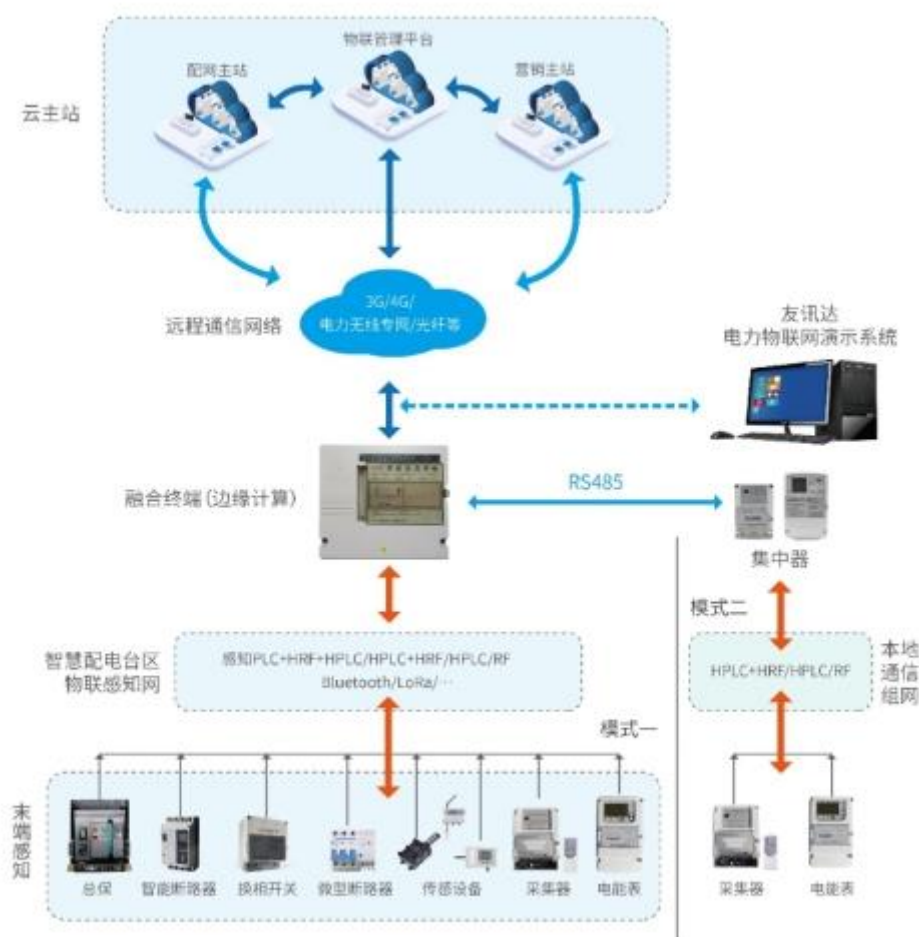 物联管理平台
配网主站
营销主站
云主站
3G/4G/
电力无线专网/光纤等
远程通信网络
友讯达
电力物联网演示系统
RS485
融合终端(边缘计算)
集中器
模式二
智慧配电台区
物联感知网
感知PLC+HRF+HPLC/HPLC+HRF/HPLC/RF
Bluetooth/LoRa/…
HPLC+HRF/HPLC/RF
本地
通信
组网
模式一
末端感知
总保
智能断路器
换相开关
微型断路器
传感设备
采集器
电能表
采集器
电能表